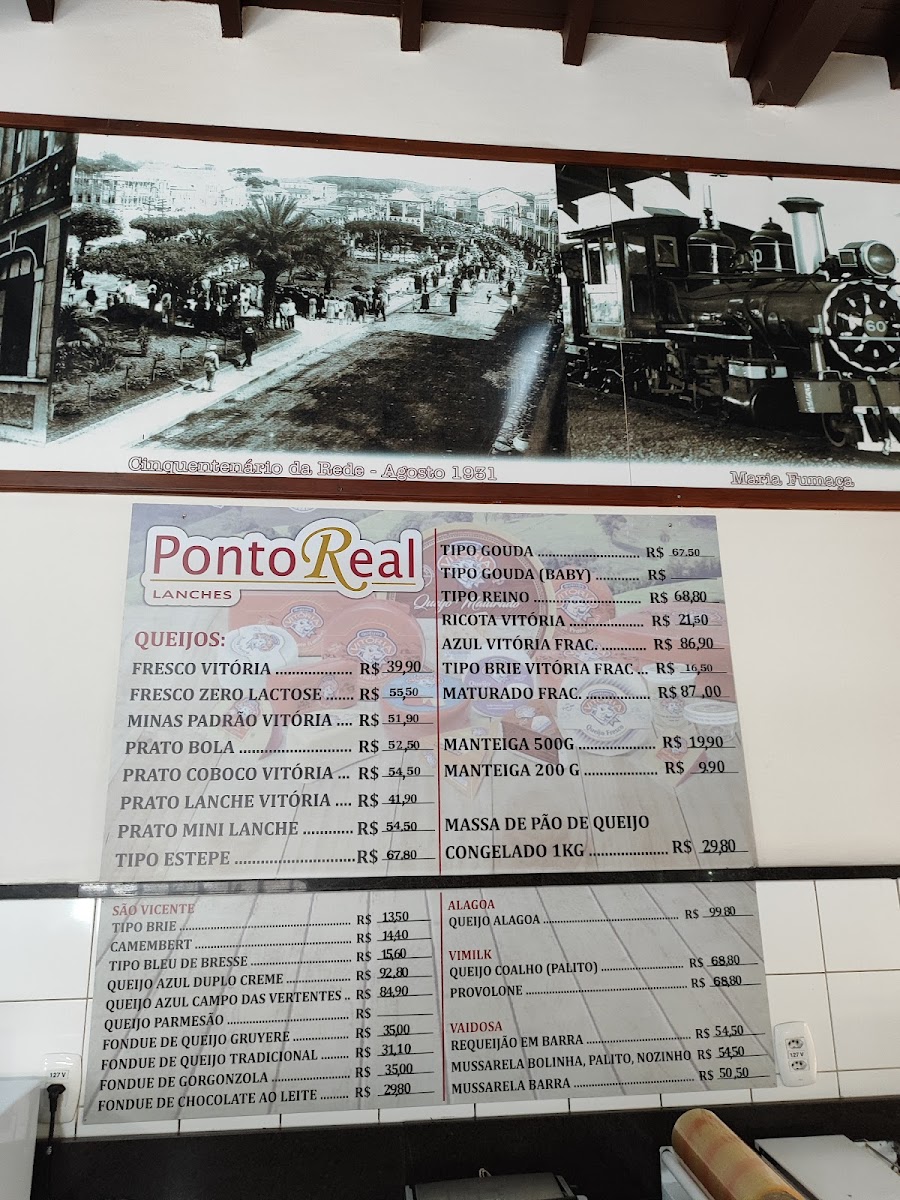 60
Cinquentenário da Rede - Agosto 1931
Maria Fumaça
Ponto Real
LANCHES
QUEIJOS:
FRESCO VITÓRIA ...................... R$ 39,90
FRESCO ZERO LACTOSE ....... R$ 55,50
MINAS PADRÃO VITÓRIA .... R$ 51,90
PRATO BOLA .......................... R$ 52,50
PRATO COBOCO VITÓRIA ... R$ 54,50
PRATO LANCHE VITÓRIA .... R$ 41,90
PRATO MINI LANCHE ............ R$ 54,50
TIPO ESTEPE ............................ R$ 67,80
TIPO GOUDA ........................ R$ 67,50
TIPO GOUDA (BABY) ........... R$
TIPO REINO .......................... R$ 68,80
RICOTA VITÓRIA .................. R$ 21,50
AZUL VITÓRIA FRAC. ........... R$ 86,90
TIPO BRIE VITÓRIA FRAC ... R$ 16,50
MATURADO FRAC. ............... R$ 87,00
MANTEIGA 500G ................... R$ 19,90
MANTEIGA 200 G .................. R$ 9,90
MASSA DE PÃO DE QUEIJO
CONGELADO 1KG ................... R$ 29,80
VITÓRIA
Queijo Maturado
SÃO VICENTE
TIPO BRIE ............................................. R$ 13,50
CAMEMBERT ......................................... R$ 14,40
TIPO BLEU DE BRESSE ........................... R$ 15,60
QUEIJO AZUL DUPLO CREME ................. R$ 92,80
QUEIJO AZUL CAMPO DAS VERTENTES .. R$ 84,90
QUEIJO PARMESÃO ................................ R$
FONDUE DE QUEIJO GRUYERE ............... R$ 35,00
FONDUE DE QUEIJO TRADICIONAL ........ R$ 31,10
FONDUE DE GORGONZOLA .................... R$ 35,00
FONDUE DE CHOCOLATE AO LEITE ......... R$ 29,80
ALAGOA
QUEIJO ALAGOA ..................................... R$ 99,80
VIMILK
QUEIJO COALHO (PALITO) ...................... R$ 68,80
PROVOLONE ........................................... R$ 68,80
VAIDOSA
REQUEIJÃO EM BARRA ........................... R$ 54,50
MUSSARELA BOLINHA, PALITO, NOZINHO R$ 54,50
MUSSARELA BARRA ............................... R$ 50,50
127 V
127 V